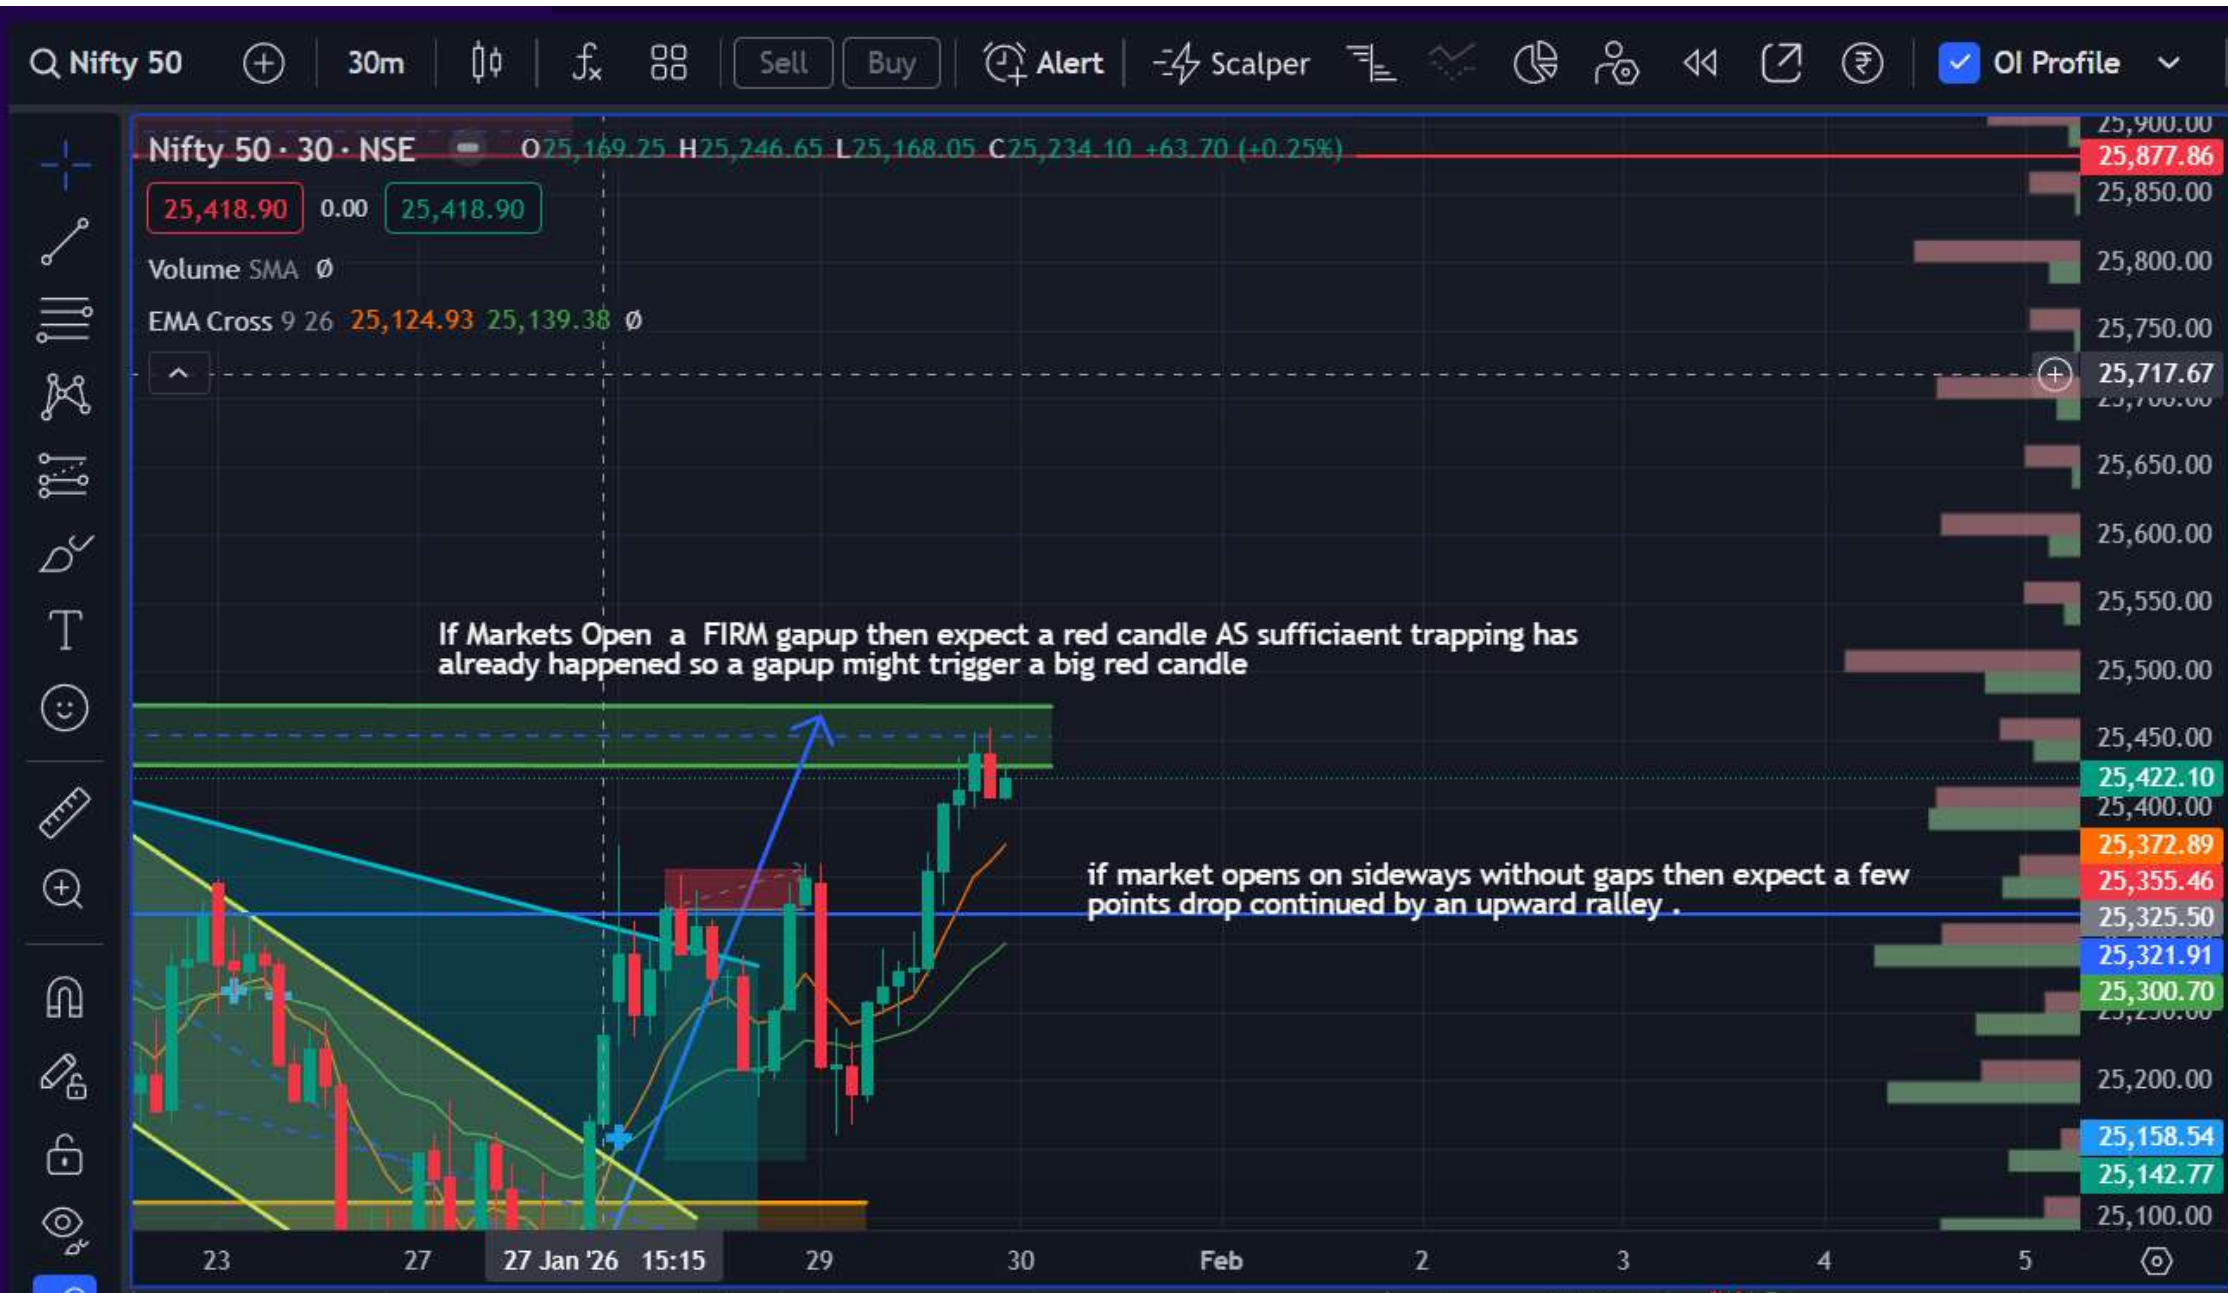 Nifty 50
30m
Sell
Buy
Alert
Scalper
OI Profile
Nifty 50 · 30 · NSE
O25,169.25 H25,246.65 L25,168.05 C25,234.10 +63.70 (+0.25%)
25,418.90 0.00 25,418.90
Volume SMA Ø
EMA Cross 9 26 25,124.93 25,139.38 Ø
If Markets Open a FIRM gapup then expect a red candle AS sufficiaent trapping has
already happened so a gapup might trigger a big red candle
if market opens on sideways without gaps then expect a few
points drop continued by an upward ralley .
25,900.00
25,877.86
25,850.00
25,800.00
25,750.00
25,717.67
25,700.00
25,650.00
25,600.00
25,550.00
25,500.00
25,450.00
25,422.10
25,400.00
25,372.89
25,355.46
25,325.50
25,321.91
25,300.70
25,250.00
25,200.00
25,158.54
25,142.77
25,100.00
23
27
27 Jan '26 15:15
29
30
Feb
2
3
4
5